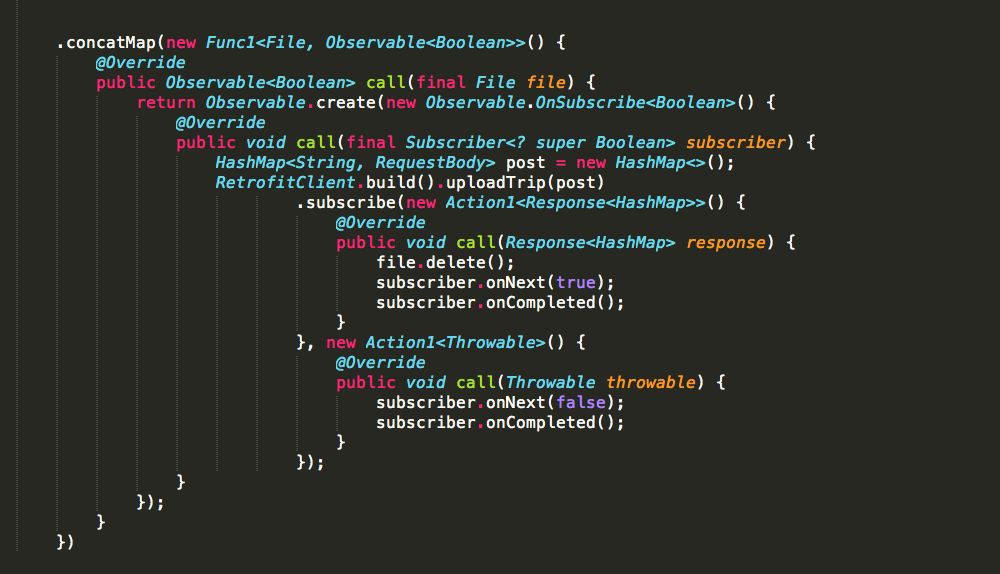 .concatMap(new Func1<File, Observable<Boolean>>() {
@Override
public Observable<Boolean> call(final File file) {
return Observable.create(new Observable.OnSubscribe<Boolean>() {
@Override
public void call(final Subscriber<? super Boolean> subscriber) {
HashMap<String, RequestBody> post = new HashMap<>();
RetrofitClient.build().uploadTrip(post)
.subscribe(new Action1<Response<HashMap>>() {
@Override
public void call(Response<HashMap> response) {
file.delete();
subscriber.onNext(true);
subscriber.onCompleted();
}
}, new Action1<Throwable>() {
@Override
public void call(Throwable throwable) {
subscriber.onNext(false);
subscriber.onCompleted();
}
});
}
});
}
})